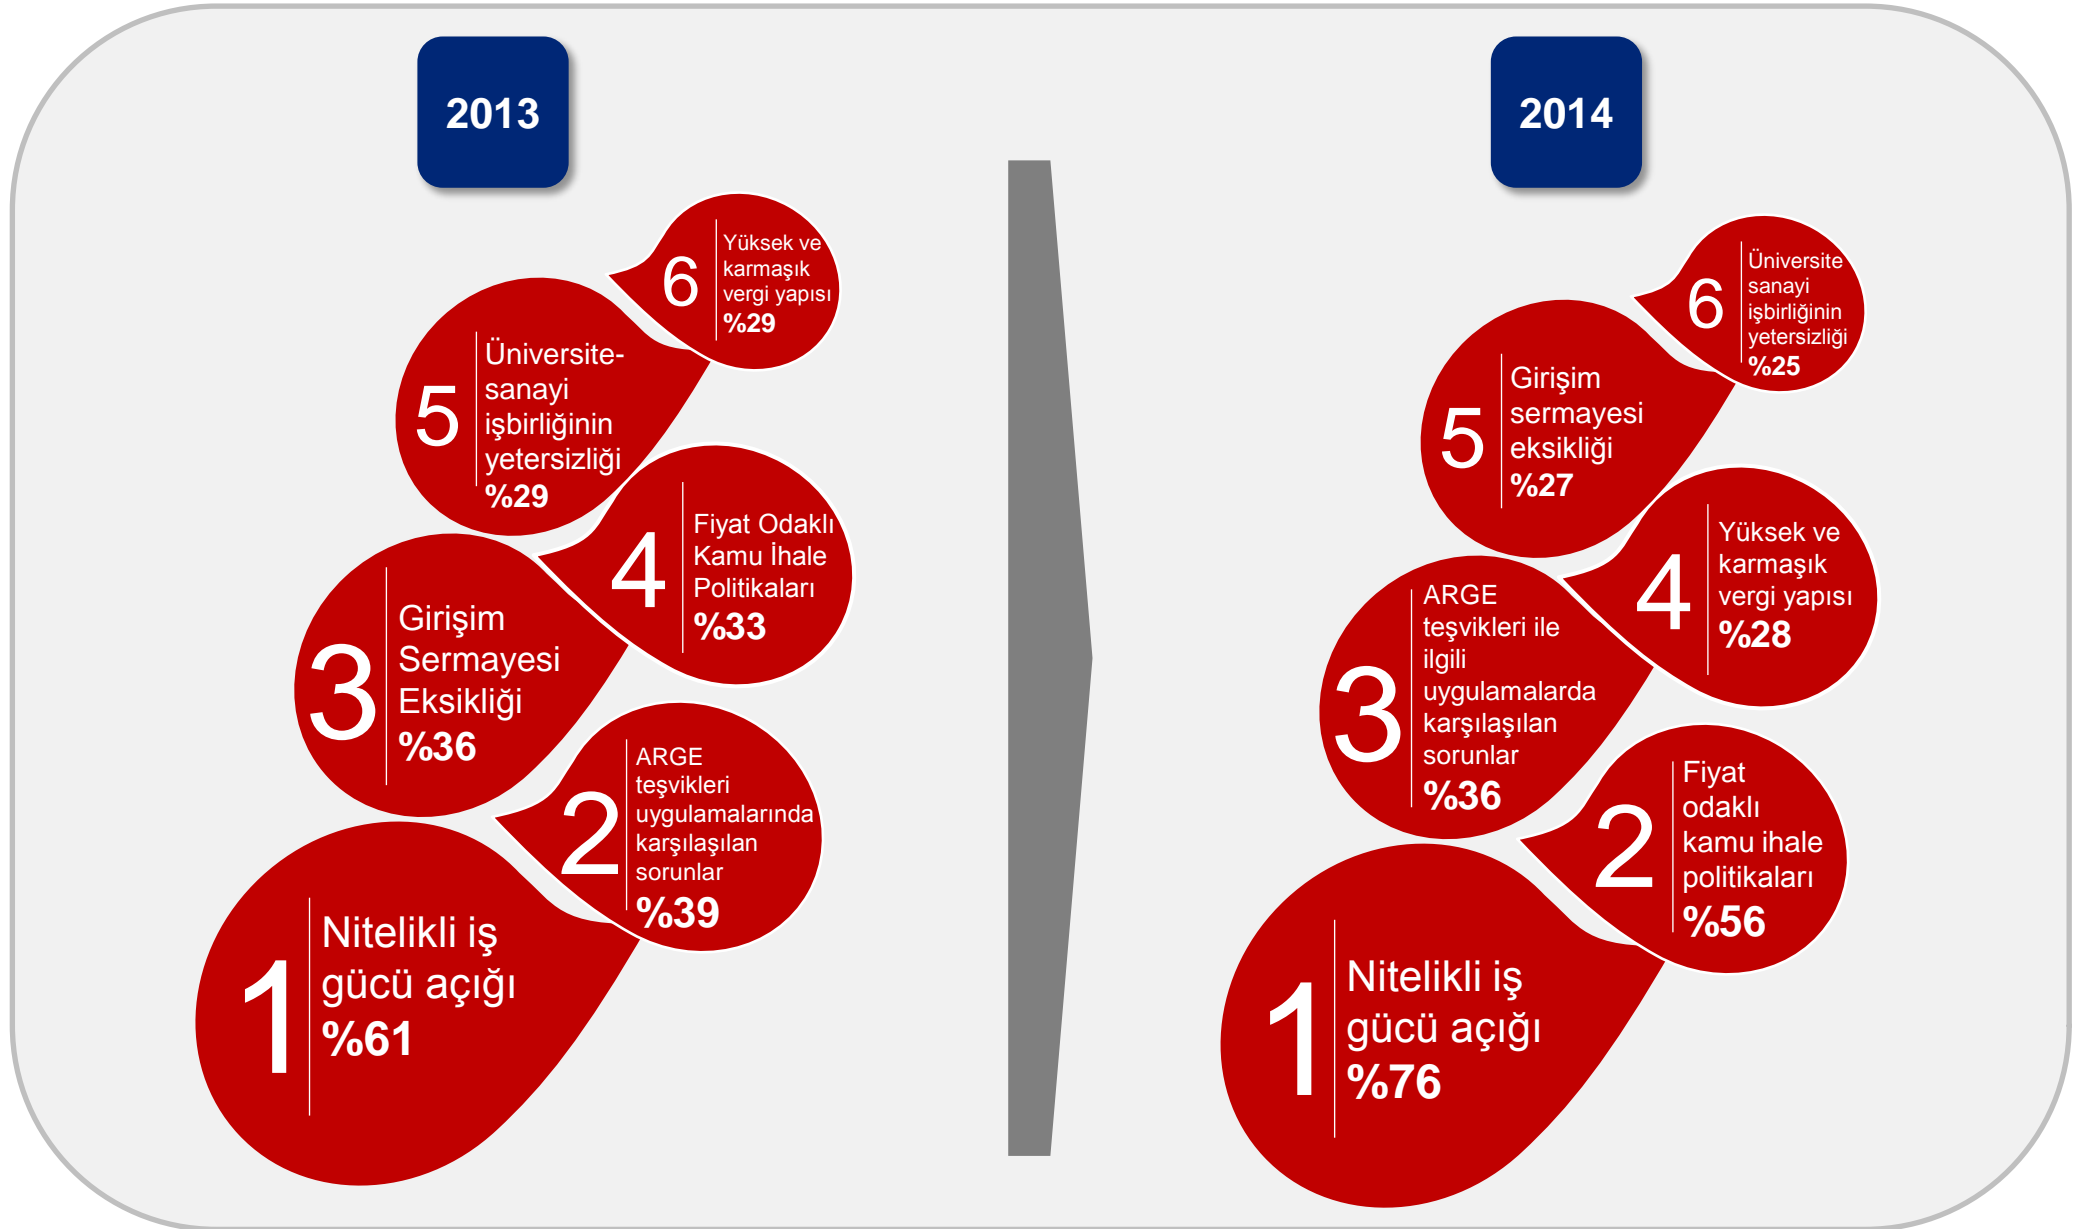 2013
6
Yüksek ve
karmaşık
vergi yapısı
%29
5
Üniversite-
sanayi
işbirliğinin
yetersizliği
%29
4
Fiyat Odaklı
Kamu İhale
Politikaları
%33
3
Girişim
Sermayesi
Eksikliği
%36
2
ARGE
teşvikleri
uygulamalarında
karşılaşılan
sorunlar
%39
1
Nitelikli iş
gücü açığı
%61
2014
6
Üniversite
sanayi
işbirliğinin
yetersizliği
%25
5
Girişim
sermayesi
eksikliği
%27
4
Yüksek ve
karmaşık
vergi yapısı
%28
3
ARGE
teşvikleri ile
ilgili
uygulamalarda
karşılaşılan
sorunlar
%36
2
Fiyat
odaklı
kamu ihale
politikaları
%56
1
Nitelikli iş
gücü açığı
%76